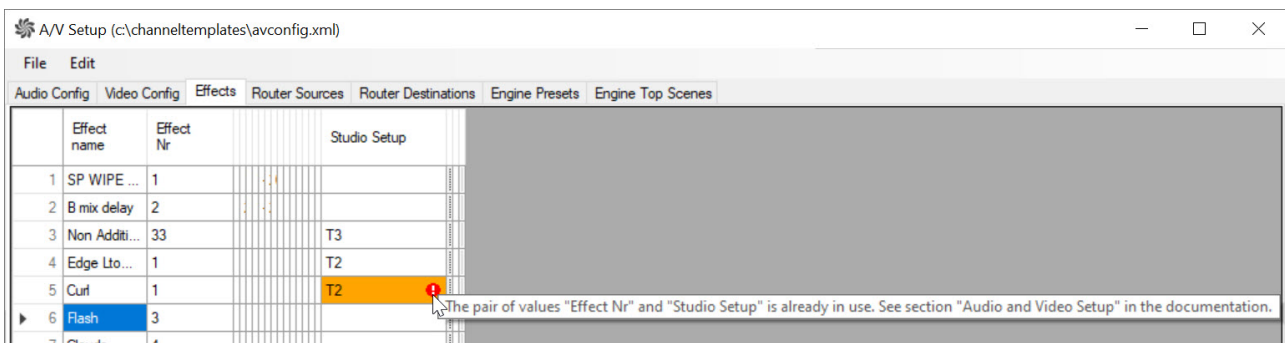 A/V Setup (c:\channeltemplates\avconfig.xml)
File Edit
Audio Config Video Config Effects Router Sources Router Destinations Engine Presets Engine Top Scenes
Effect name Effect Nr Studio Setup
1 SP WIPE ... 1
2 B mix delay 2
3 Non Additi... 33 T3
4 Edge Lto... 1 T2
5 Curl 1 T2
The pair of values "Effect Nr" and "Studio Setup" is already in use. See section "Audio and Video Setup" in the documentation.
6 Flash 3